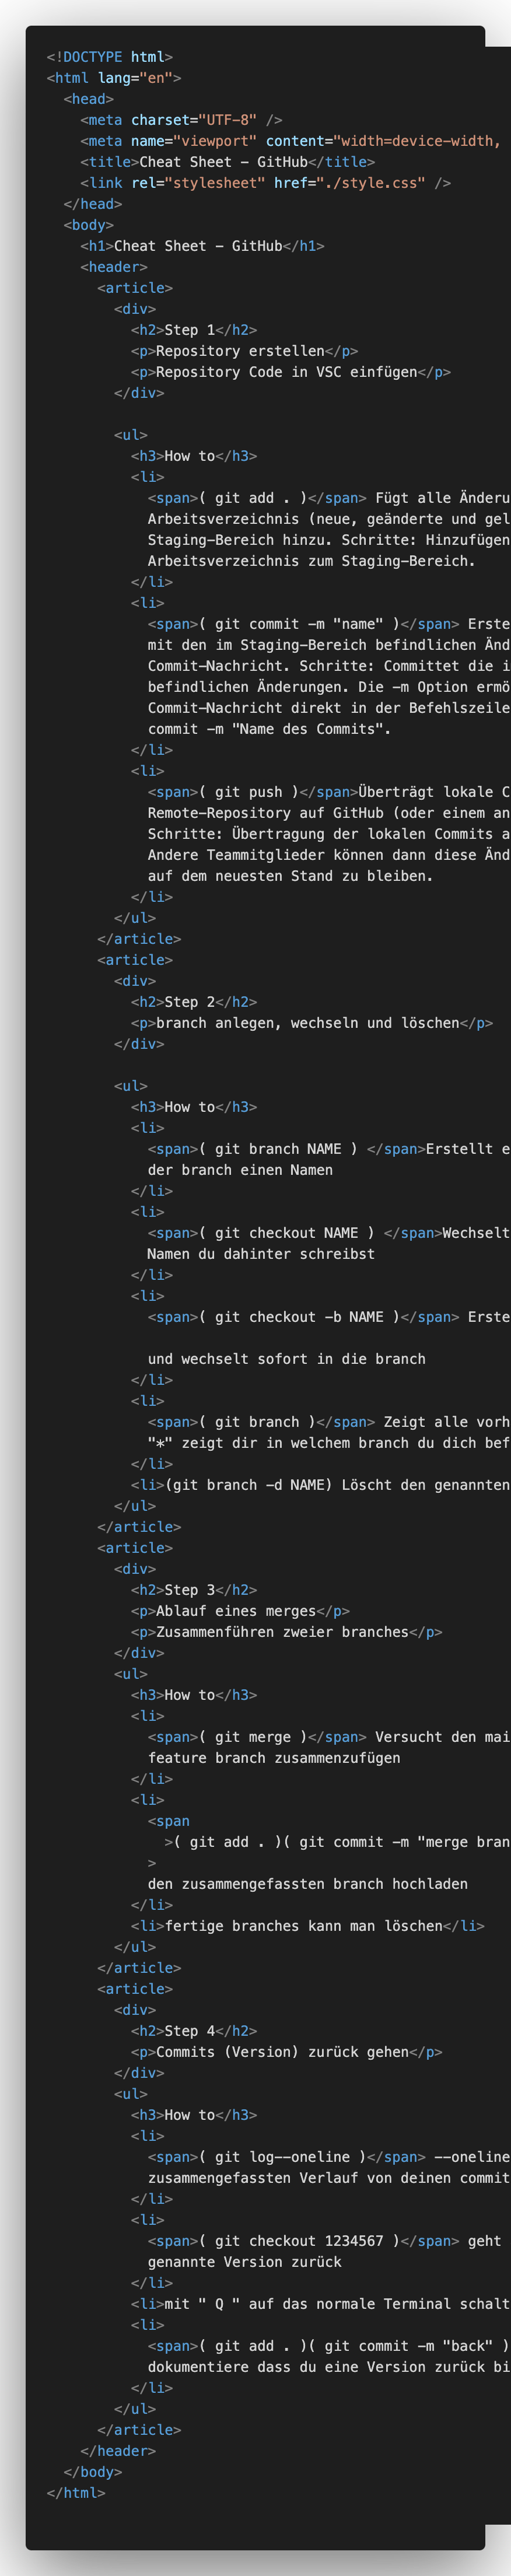 <!DOCTYPE html>
<html lang="en">
  <head>
    <meta charset="UTF-8" />
    <meta name="viewport" content="width=device-width,
    <title>Cheat Sheet – GitHub</title>
    <link rel="stylesheet" href="./style.css" />
  </head>
  <body>
    <h1>Cheat Sheet – GitHub</h1>
    <header>
      <article>
        <div>
          <h2>Step 1</h2>
          <p>Repository erstellen</p>
          <p>Repository Code in VSC einfügen</p>
        </div>

        <ul>
          <h3>How to</h3>
          <li>
            <span>( git add . )</span> Fügt alle Änderu
            Arbeitsverzeichnis (neue, geänderte und gel
            Staging-Bereich hinzu. Schritte: Hinzufügen
            Arbeitsverzeichnis zum Staging-Bereich.
          </li>
          <li>
            <span>( git commit -m "name" )</span> Erste
            mit den im Staging-Bereich befindlichen Änd
            Commit-Nachricht. Schritte: Committet die i
            befindlichen Änderungen. Die -m Option ermö
            Commit-Nachricht direkt in der Befehlszeile
            commit -m "Name des Commits".
          </li>
          <li>
            <span>( git push )</span>Überträgt lokale C
            Remote-Repository auf GitHub (oder einem an
            Schritte: Übertragung der lokalen Commits a
            Andere Teammitglieder können dann diese Änd
            auf dem neuesten Stand zu bleiben.
          </li>
        </ul>
      </article>
      <article>
        <div>
          <h2>Step 2</h2>
          <p>branch anlegen, wechseln und löschen</p>
        </div>

        <ul>
          <h3>How to</h3>
          <li>
            <span>( git branch NAME ) </span>Erstellt e
            der branch einen Namen
          </li>
          <li>
            <span>( git checkout NAME ) </span>Wechselt
            Namen du dahinter schreibst
          </li>
          <li>
            <span>( git checkout -b NAME )</span> Erste

            und wechselt sofort in die branch
          </li>
          <li>
            <span>( git branch )</span> Zeigt alle vorh
            "*" zeigt dir in welchem branch du dich bef
          </li>
          <li>(git branch -d NAME) Löscht den genannten
        </ul>
      </article>
      <article>
        <div>
          <h2>Step 3</h2>
          <p>Ablauf eines merges</p>
          <p>Zusammenführen zweier branches</p>
        </div>
        <ul>
          <h3>How to</h3>
          <li>
            <span>( git merge )</span> Versucht den mai
            feature branch zusammenzufügen
          </li>
          <li>
            <span
              >( git add . )( git commit -m "merge bran
            >
            den zusammengefassten branch hochladen
          </li>
          <li>fertige branches kann man löschen</li>
        </ul>
      </article>
      <article>
        <div>
          <h2>Step 4</h2>
          <p>Commits (Version) zurück gehen</p>
        </div>
        <ul>
          <h3>How to</h3>
          <li>
            <span>( git log--oneline )</span> --oneline
            zusammengefassten Verlauf von deinen commit
          </li>
          <li>
            <span>( git checkout 1234567 )</span> geht
            genannte Version zurück
          </li>
          <li>mit " Q " auf das normale Terminal schalt
          <li>
            <span>( git add . )( git commit -m "back" )
            dokumentiere dass du eine Version zurück bi
          </li>
        </ul>
      </article>
    </header>
  </body>
</html>